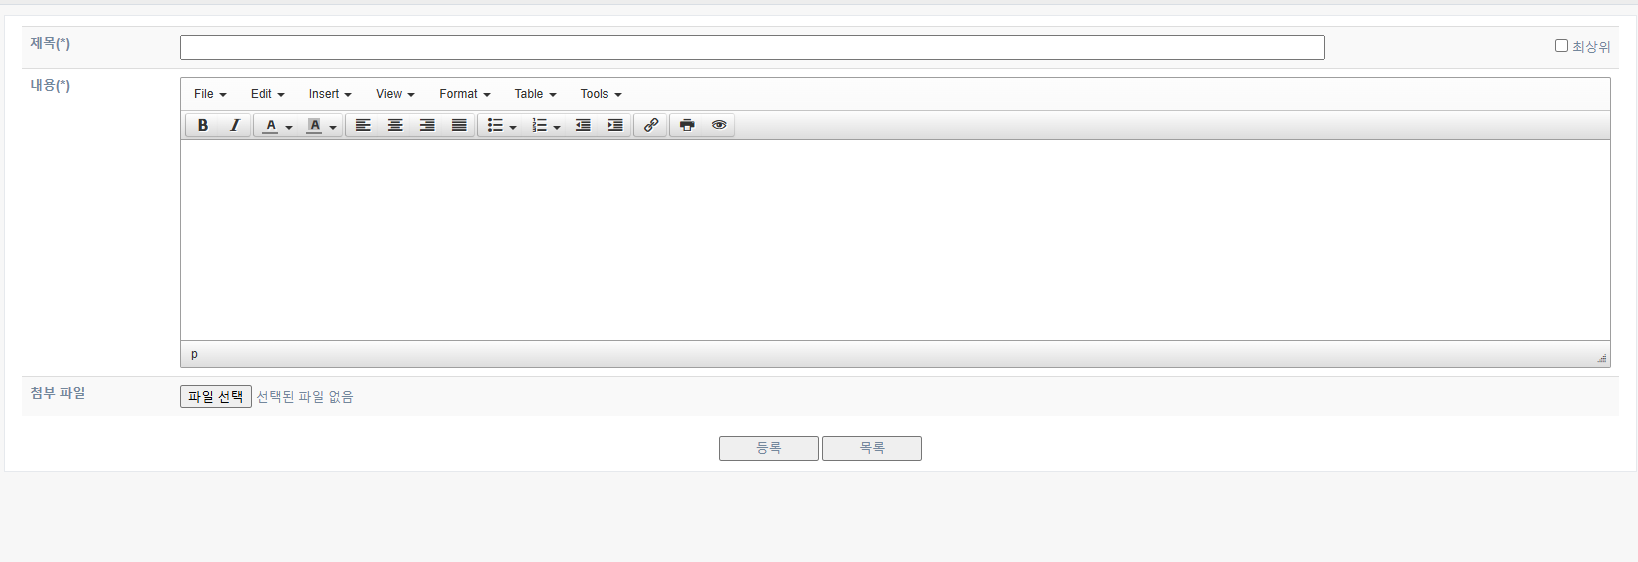 제목(*)
최상위
내용(*)
File Edit Insert View Format Table Tools
B I A A
p
첨부 파일
파일 선택 선택된 파일 없음
등록 목록